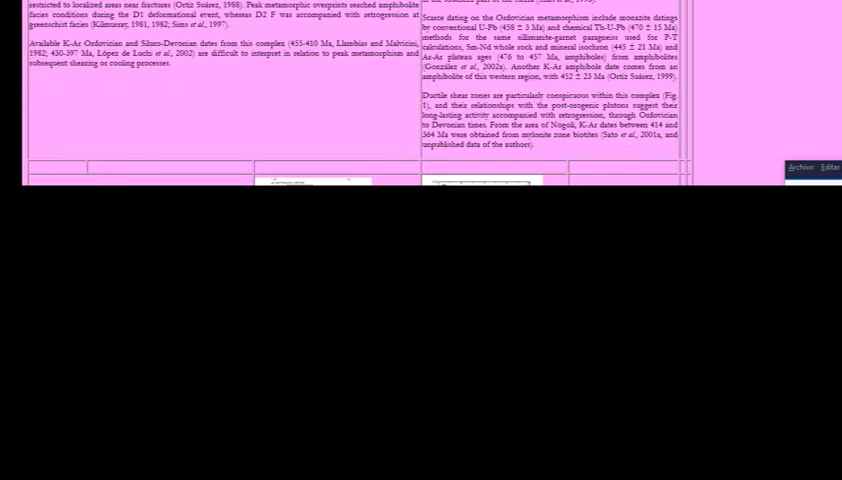 restricted to localized areas near fractures (Ortiz Suárez, 1988). Peak metamorphic overprints reached amphibolite
facies conditions during the D1 deformational event, whereas D2 F was accompanied with retrogression at
greenschist facies (Kilmurray, 1981, 1982; Sims et al., 1997).
Available K-Ar Ordovician and Siluro-Devonian dates from this complex (455-410 Ma, Llambías and Malvicini,
1982; 430-397 Ma, López de Luchi et al., 2002) are difficult to interpret in relation to peak metamorphism and
subsequent shearing or cooling processes.
Scarce dating on the Ordovician metamorphism include monazite datings
by conventional U-Pb (458 ± 3 Ma) and chemical Th-U-Pb (470 ± 15 Ma)
methods for the same sillimanite-garnet paragneiss used for P-T
calculations, Sm-Nd whole rock and mineral isochron (445 ± 21 Ma) and
Ar-Ar plateau ages (476 to 457 Ma, amphiboles) from amphibolites
(González et al., 2002a). Another K-Ar amphibole date comes from an
amphibolite of this western region, with 452 ± 23 Ma (Ortiz Suárez, 1999).
Ductile shear zones are particularly conspicuous within this complex (Fig.
1), and their relationships with the post-orogenic plutons suggest their
long-lasting activity accompanied with retrogression, through Ordovician
to Devonian times. From the area of Nogolí, K-Ar dates between 414 and
364 Ma were obtained from mylonite zone biotites (Sato et al., 2001a, and
unpublished data of the authors).
Archivo Editar